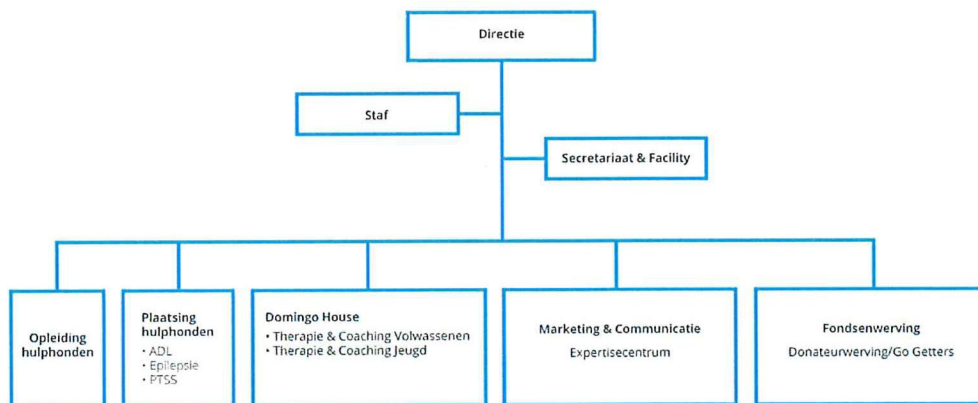 Directie
Staf
Secretariaat & Facility
Opleiding
hulphonden
Plaatsing
hulphonden
• ADL
• Epilepsie
• PTSS
Domingo House
• Therapie & Coaching Volwassenen
• Therapie & Coaching Jeugd
Marketing & Communicatie
Expertisecentrum
Fondsenwerving
Donateurwerving/Go Getters